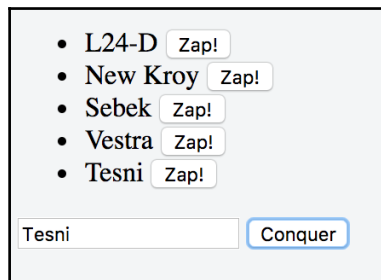 L24-D Zap!
New Kroy Zap!
Sebek Zap!
Vestra Zap!
Tesni Zap!
Tesni Conquer